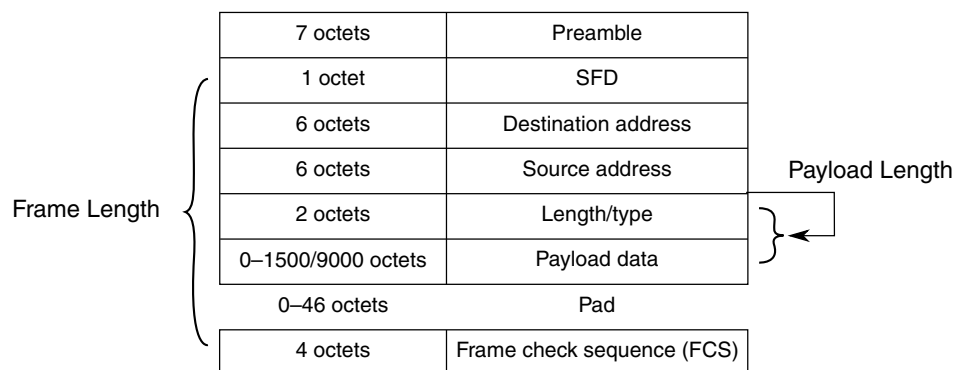 7 octets Preamble
1 octet SFD
6 octets Destination address
6 octets Source address
Payload Length
Frame Length
2 octets Length/type
0–1500/9000 octets Payload data
0–46 octets Pad
4 octets Frame check sequence (FCS)